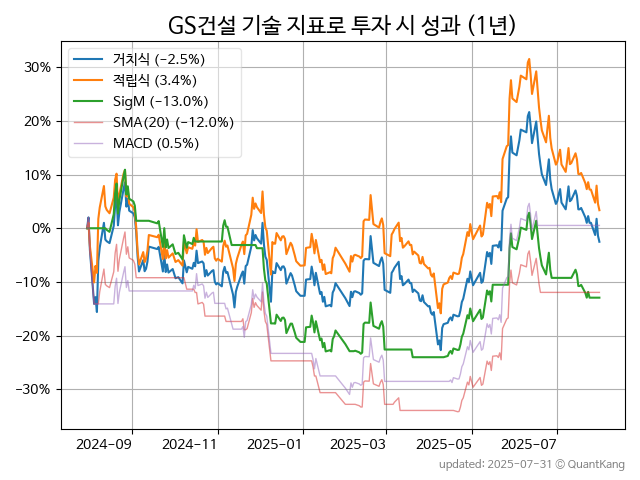 GS건설 기술 지표로 투자 시 성과 (1년)
거치식 (−2.5%)
적립식 (3.4%)
SigM (−13.0%)
SMA(20) (−12.0%)
MACD (0.5%)
30%
20%
10%
0%
−10%
−20%
−30%
2024-09 2024-11 2025-01 2025-03 2025-05 2025-07
updated: 2025-07-31 © QuantKang